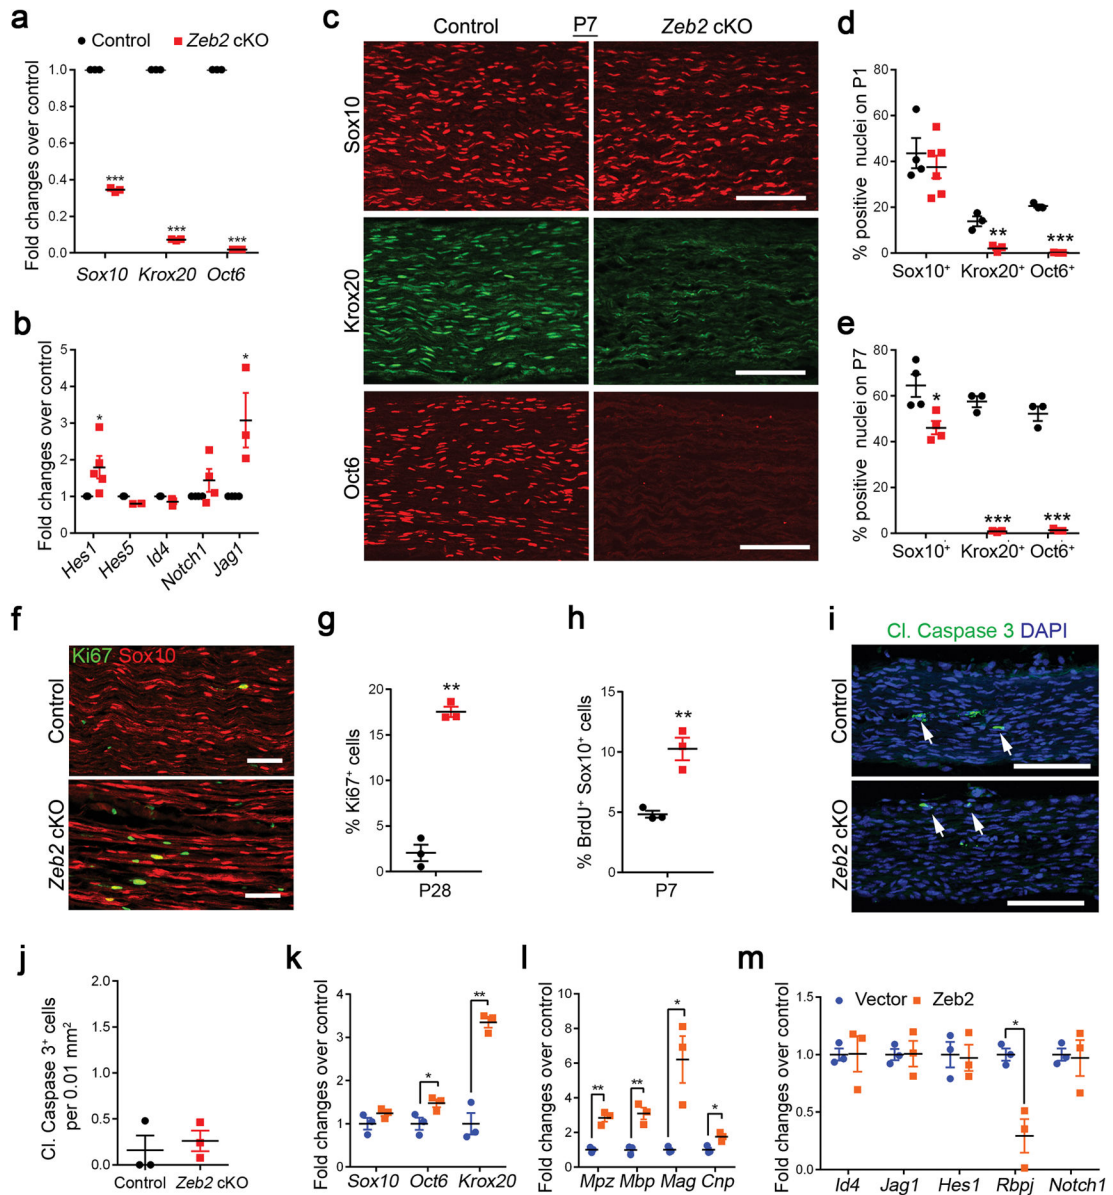 a
Control Zeb2 cKO
Fold changes over control
1.0
0.8
0.6
0.4
0.2
0.0
***
***
***
Sox10 Krox20 Oct6
b
Fold changes over control
5
4
3
2
1
0
*
*
Hes1 Hes5 Id4 Notch1 Jag1
c
Control P7 Zeb2 cKO
Sox10
Krox20
Oct6
d
% positive nuclei on P1
80
60
40
20
0
**
***
Sox10+ Krox20+ Oct6+
e
% positive nuclei on P7
80
60
40
20
0
*
***
***
Sox10+ Krox20+ Oct6+
f
Ki67 Sox10
Control
Zeb2 cKO
g
% Ki67+ cells
20
15
10
5
0
**
P28
h
% BrdU+ Sox10+ cells
15
10
5
0
**
P7
i
Cl. Caspase 3 DAPI
Control
Zeb2 cKO
j
Cl. Caspase 3+ cells
per 0.01 mm2
2.0
1.5
1.0
0.5
0.0
Control Zeb2 cKO
k
Fold changes over control
4
3
2
1
0
*
**
Sox10 Oct6 Krox20
l
Fold changes over control
10
8
6
4
2
0
**
**
*
*
Mpz Mbp Mag Cnp
m
Vector Zeb2
Fold changes over control
1.5
1.0
0.5
0.0
*
Id4 Jag1 Hes1 Rbpj Notch1